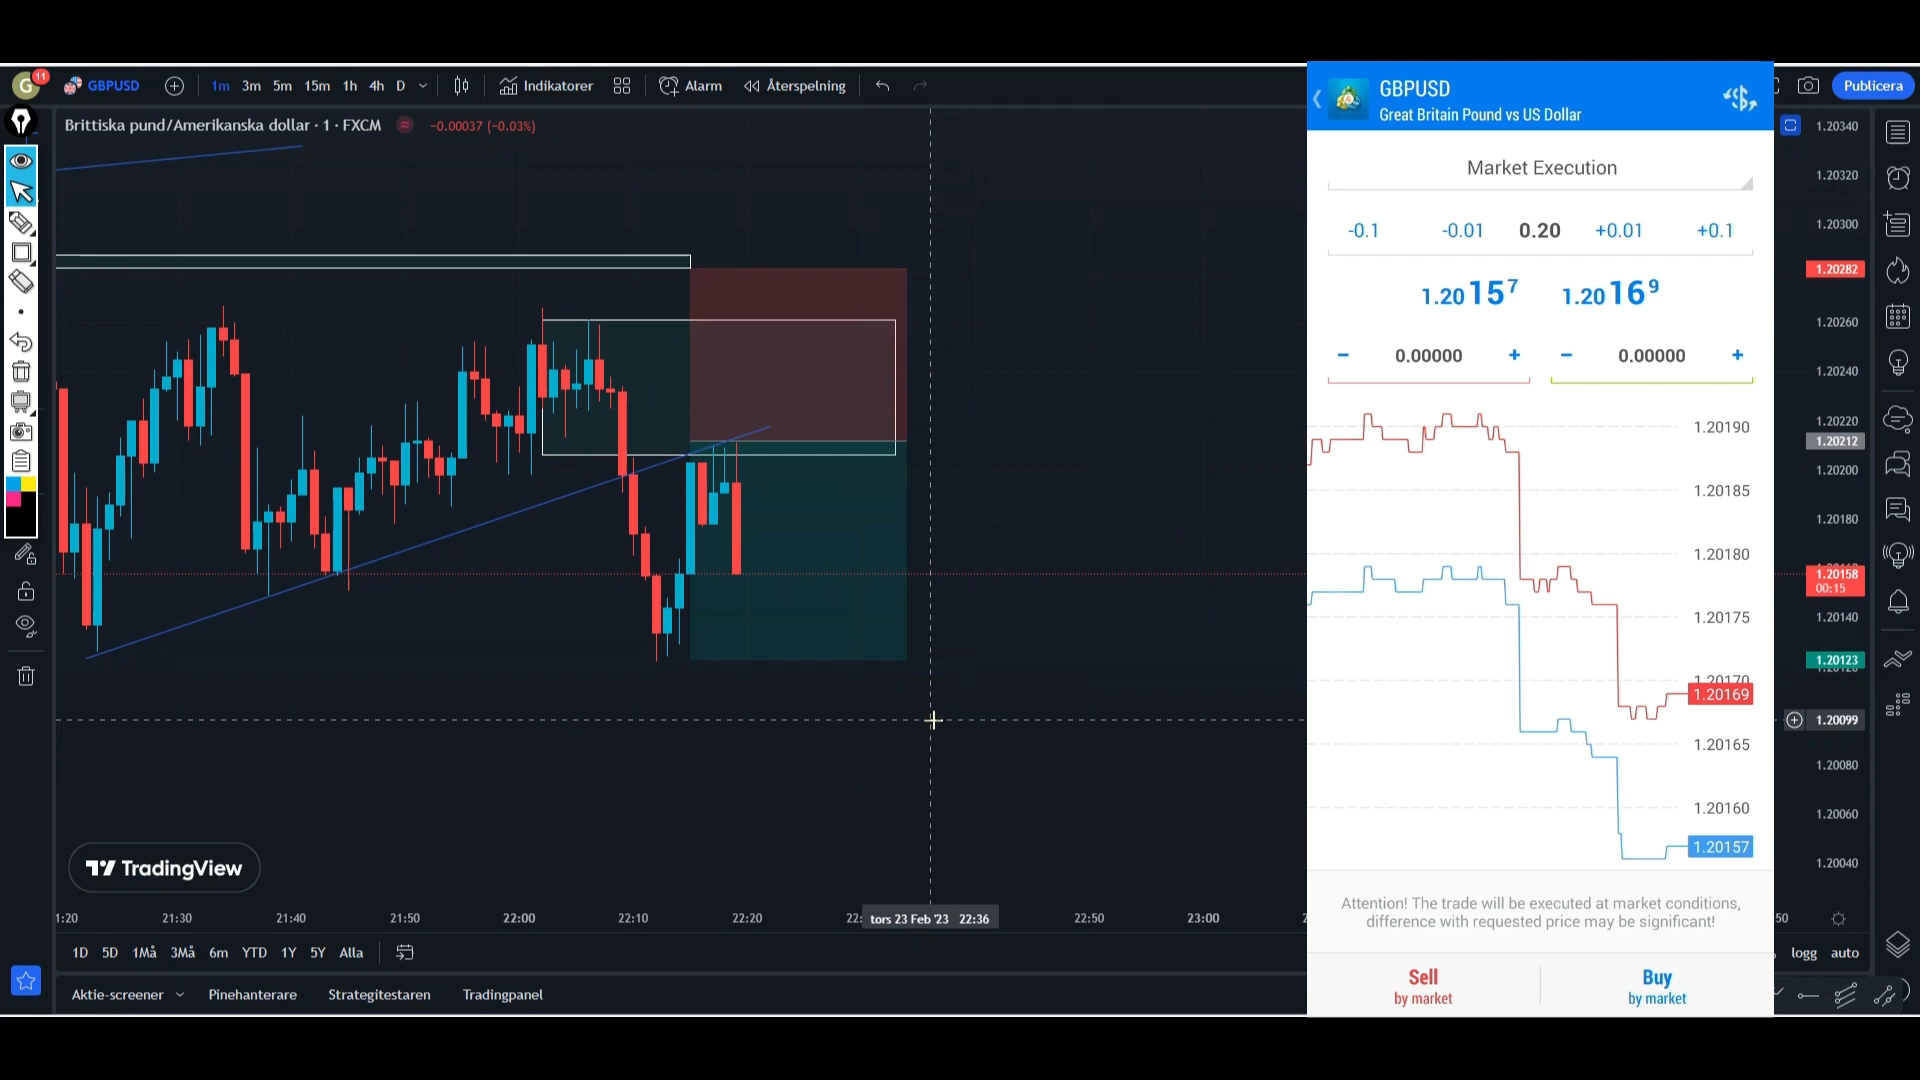 G
11
GBPUSD
1m 3m 5m 15m 1h 4h D
Indikatorer
Alarm
Återspelning
Publicera
Brittiska pund/Amerikanska dollar · 1 · FXCM
−0.00037 (−0.03%)
GBPUSD
Great Britain Pound vs US Dollar
Market Execution
-0.1 -0.01 0.20 +0.01 +0.1
1.20157 1.20169
− 0.00000 + − 0.00000 +
1.20190
1.20185
1.20180
1.20175
1.20170
1.20169
1.20165
1.20160
1.20157
Attention! The trade will be executed at market conditions,
difference with requested price may be significant!
Sell
by market
Buy
by market
1.20340
1.20320
1.20300
1.20282
1.20260
1.20240
1.20220
1.20212
1.20200
1.20180
1.20158
00:15
1.20140
1.20123
1.20099
1.20080
1.20060
1.20040
TradingView
1:20 21:30 21:40 21:50 22:00 22:10 22:20 22: tors 23 Feb '23 22:36 22:50 23:00 50
1D 5D 1Må 3Må 6m YTD 1Y 5Y Alla
logg auto
Aktie-screener Pinehanterare Strategitestaren Tradingpanel